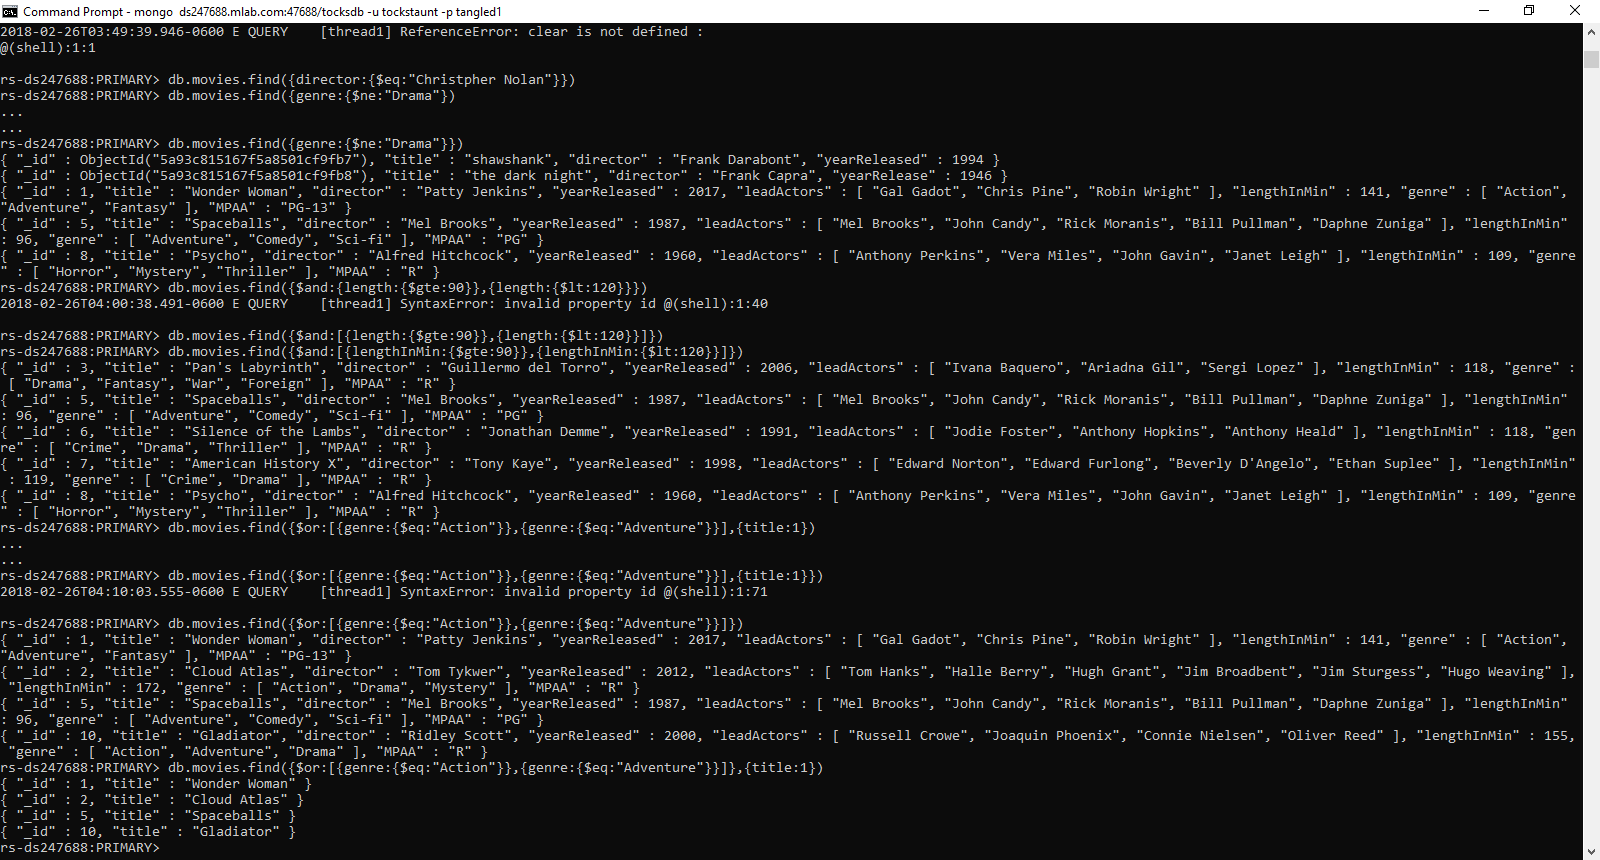 Command Prompt - mongo  ds247688.mlab.com:47688/tocksdb -u tockstaunt -p tangled1
2018-02-26T03:49:39.946-0600 E QUERY    [thread1] ReferenceError: clear is not defined :
@(shell):1:1
rs-ds247688:PRIMARY> db.movies.find({director:{$eq:"Christpher Nolan"}})
rs-ds247688:PRIMARY> db.movies.find({genre:{$ne:"Drama"})
...
...
rs-ds247688:PRIMARY> db.movies.find({genre:{$ne:"Drama"}})
{ "_id" : ObjectId("5a93c815167f5a8501cf9fb7"), "title" : "shawshank", "director" : "Frank Darabont", "yearReleased" : 1994 }
{ "_id" : ObjectId("5a93c815167f5a8501cf9fb8"), "title" : "the dark night", "director" : "Frank Capra", "yearRelease" : 1946 }
{ "_id" : 1, "title" : "Wonder Woman", "director" : "Patty Jenkins", "yearReleased" : 2017, "leadActors" : [ "Gal Gadot", "Chris Pine", "Robin Wright" ], "lengthInMin" : 141, "genre" : [ "Action",
"Adventure", "Fantasy" ], "MPAA" : "PG-13" }
{ "_id" : 5, "title" : "Spaceballs", "director" : "Mel Brooks", "yearReleased" : 1987, "leadActors" : [ "Mel Brooks", "John Candy", "Rick Moranis", "Bill Pullman", "Daphne Zuniga" ], "lengthInMin"
: 96, "genre" : [ "Adventure", "Comedy", "Sci-fi" ], "MPAA" : "PG" }
{ "_id" : 8, "title" : "Psycho", "director" : "Alfred Hitchcock", "yearReleased" : 1960, "leadActors" : [ "Anthony Perkins", "Vera Miles", "John Gavin", "Janet Leigh" ], "lengthInMin" : 109, "genre
" : [ "Horror", "Mystery", "Thriller" ], "MPAA" : "R" }
rs-ds247688:PRIMARY> db.movies.find({$and:{length:{$gte:90}},{length:{$lt:120}}})
2018-02-26T04:00:38.491-0600 E QUERY    [thread1] SyntaxError: invalid property id @(shell):1:40
rs-ds247688:PRIMARY> db.movies.find({$and:[{length:{$gte:90}},{length:{$lt:120}}]})
rs-ds247688:PRIMARY> db.movies.find({$and:[{lengthInMin:{$gte:90}},{lengthInMin:{$lt:120}}]})
{ "_id" : 3, "title" : "Pan's Labyrinth", "director" : "Guillermo del Torro", "yearReleased" : 2006, "leadActors" : [ "Ivana Baquero", "Ariadna Gil", "Sergi Lopez" ], "lengthInMin" : 118, "genre" :
[ "Drama", "Fantasy", "War", "Foreign" ], "MPAA" : "R" }
{ "_id" : 5, "title" : "Spaceballs", "director" : "Mel Brooks", "yearReleased" : 1987, "leadActors" : [ "Mel Brooks", "John Candy", "Rick Moranis", "Bill Pullman", "Daphne Zuniga" ], "lengthInMin"
: 96, "genre" : [ "Adventure", "Comedy", "Sci-fi" ], "MPAA" : "PG" }
{ "_id" : 6, "title" : "Silence of the Lambs", "director" : "Jonathan Demme", "yearReleased" : 1991, "leadActors" : [ "Jodie Foster", "Anthony Hopkins", "Anthony Heald" ], "lengthInMin" : 118, "gen
re" : [ "Crime", "Drama", "Thriller" ], "MPAA" : "R" }
{ "_id" : 7, "title" : "American History X", "director" : "Tony Kaye", "yearReleased" : 1998, "leadActors" : [ "Edward Norton", "Edward Furlong", "Beverly D'Angelo", "Ethan Suplee" ], "lengthInMin"
: 119, "genre" : [ "Crime", "Drama" ], "MPAA" : "R" }
{ "_id" : 8, "title" : "Psycho", "director" : "Alfred Hitchcock", "yearReleased" : 1960, "leadActors" : [ "Anthony Perkins", "Vera Miles", "John Gavin", "Janet Leigh" ], "lengthInMin" : 109, "genre
" : [ "Horror", "Mystery", "Thriller" ], "MPAA" : "R" }
rs-ds247688:PRIMARY> db.movies.find({$or:[{genre:{$eq:"Action"}},{genre:{$eq:"Adventure"}}],{title:1})
...
...
rs-ds247688:PRIMARY> db.movies.find({$or:[{genre:{$eq:"Action"}},{genre:{$eq:"Adventure"}}],{title:1}})
2018-02-26T04:10:03.555-0600 E QUERY    [thread1] SyntaxError: invalid property id @(shell):1:71
rs-ds247688:PRIMARY> db.movies.find({$or:[{genre:{$eq:"Action"}},{genre:{$eq:"Adventure"}}]})
{ "_id" : 1, "title" : "Wonder Woman", "director" : "Patty Jenkins", "yearReleased" : 2017, "leadActors" : [ "Gal Gadot", "Chris Pine", "Robin Wright" ], "lengthInMin" : 141, "genre" : [ "Action",
"Adventure", "Fantasy" ], "MPAA" : "PG-13" }
{ "_id" : 2, "title" : "Cloud Atlas", "director" : "Tom Tykwer", "yearReleased" : 2012, "leadActors" : [ "Tom Hanks", "Halle Berry", "Hugh Grant", "Jim Broadbent", "Jim Sturgess", "Hugo Weaving" ],
"lengthInMin" : 172, "genre" : [ "Action", "Drama", "Mystery" ], "MPAA" : "R" }
{ "_id" : 5, "title" : "Spaceballs", "director" : "Mel Brooks", "yearReleased" : 1987, "leadActors" : [ "Mel Brooks", "John Candy", "Rick Moranis", "Bill Pullman", "Daphne Zuniga" ], "lengthInMin"
: 96, "genre" : [ "Adventure", "Comedy", "Sci-fi" ], "MPAA" : "PG" }
{ "_id" : 10, "title" : "Gladiator", "director" : "Ridley Scott", "yearReleased" : 2000, "leadActors" : [ "Russell Crowe", "Joaquin Phoenix", "Connie Nielsen", "Oliver Reed" ], "lengthInMin" : 155,
"genre" : [ "Action", "Adventure", "Drama" ], "MPAA" : "R" }
rs-ds247688:PRIMARY> db.movies.find({$or:[{genre:{$eq:"Action"}},{genre:{$eq:"Adventure"}}]},{title:1})
{ "_id" : 1, "title" : "Wonder Woman" }
{ "_id" : 2, "title" : "Cloud Atlas" }
{ "_id" : 5, "title" : "Spaceballs" }
{ "_id" : 10, "title" : "Gladiator" }
rs-ds247688:PRIMARY>